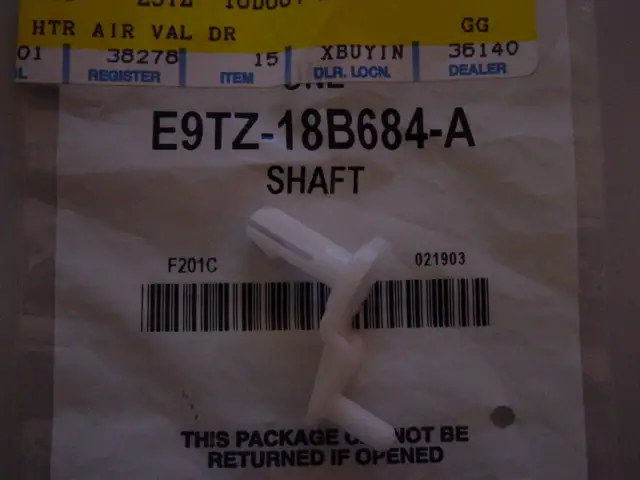 HTR AIR VAL DR GG
01 38278 15 XBUYIN 36140
REGISTER ITEM DLR. LOCN. DEALER
ONE
E9TZ-18B684-A
SHAFT
F201C 021903
THIS PACKAGE NOT BE
RETURNED IF OPENED